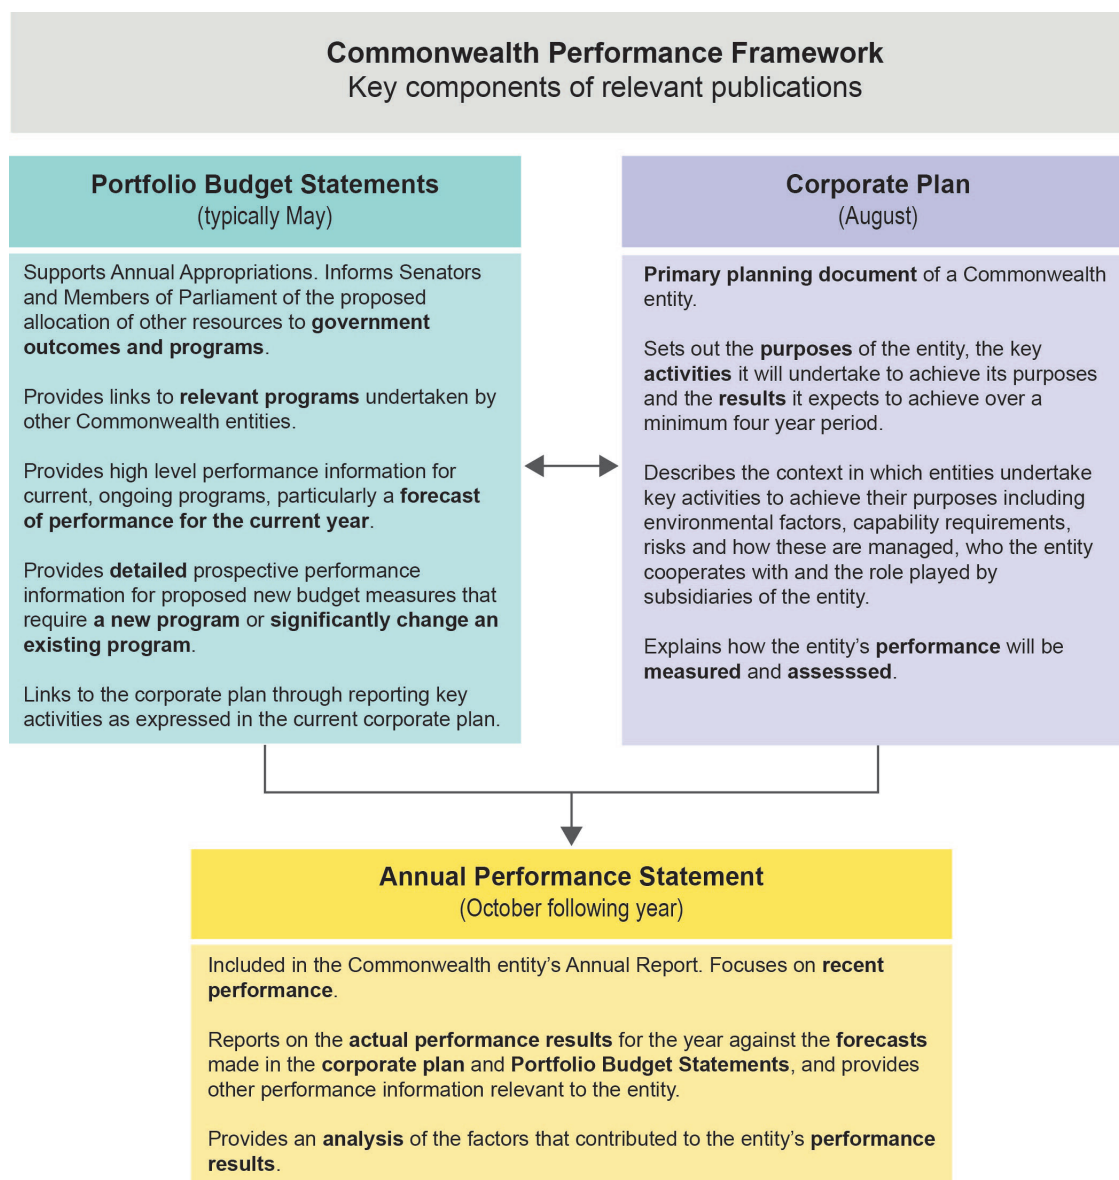 Commonwealth Performance Framework
Key components of relevant publications
Portfolio Budget Statements
(typically May)
Supports Annual Appropriations. Informs Senators
and Members of Parliament of the proposed
allocation of other resources to government
outcomes and programs.
Provides links to relevant programs undertaken by
other Commonwealth entities.
Provides high level performance information for
current, ongoing programs, particularly a forecast
of performance for the current year.
Provides detailed prospective performance
information for proposed new budget measures that
require a new program or significantly change an
existing program.
Links to the corporate plan through reporting key
activities as expressed in the current corporate plan.
Corporate Plan
(August)
Primary planning document of a Commonwealth
entity.
Sets out the purposes of the entity, the key
activities it will undertake to achieve its purposes
and the results it expects to achieve over a
minimum four year period.
Describes the context in which entities undertake
key activities to achieve their purposes including
environmental factors, capability requirements,
risks and how these are managed, who the entity
cooperates with and the role played by
subsidiaries of the entity.
Explains how the entity’s performance will be
measured and assesssed.
Annual Performance Statement
(October following year)
Included in the Commonwealth entity’s Annual Report. Focuses on recent
performance.
Reports on the actual performance results for the year against the forecasts
made in the corporate plan and Portfolio Budget Statements, and provides
other performance information relevant to the entity.
Provides an analysis of the factors that contributed to the entity’s performance
results.